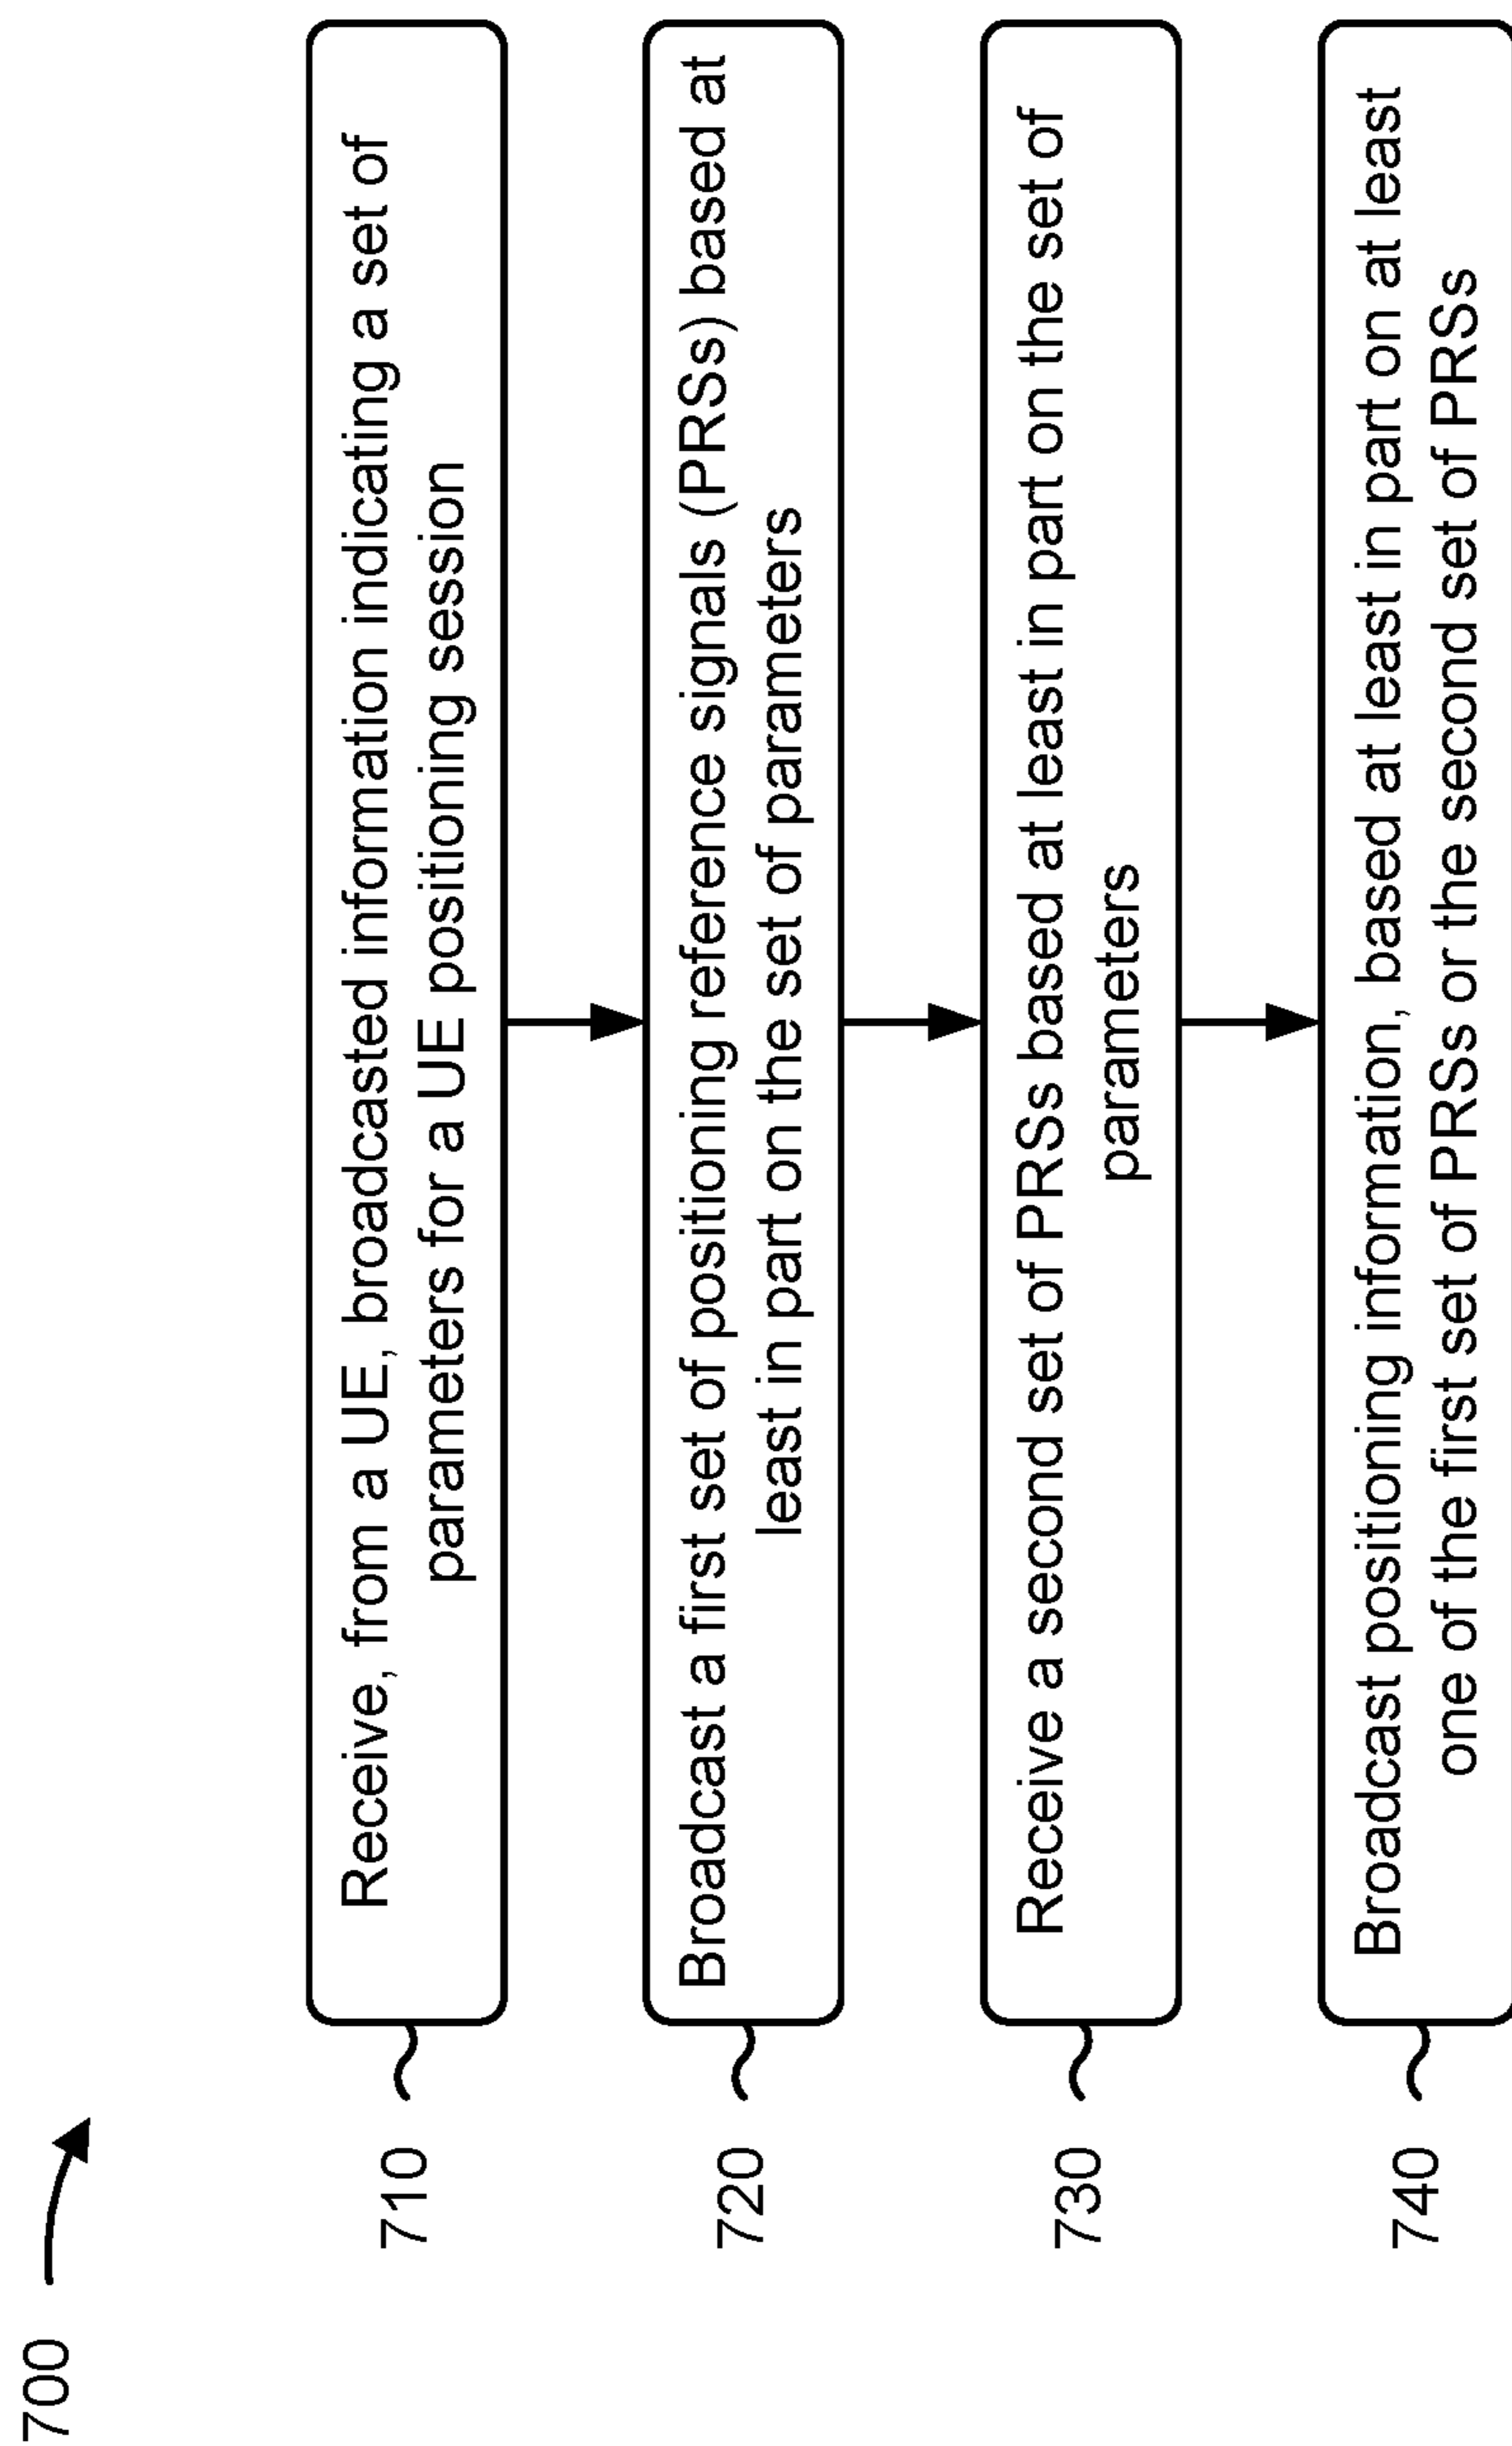 700
710
Receive, from a UE, broadcasted information indicating a set of
parameters for a UE positioning session
720
Broadcast a first set of positioning reference signals (PRSs) based at
least in part on the set of parameters
730
Receive a second set of PRSs based at least in part on the set of
parameters
740
Broadcast positioning information, based at least in part on at least
one of the first set of PRSs or the second set of PRSs